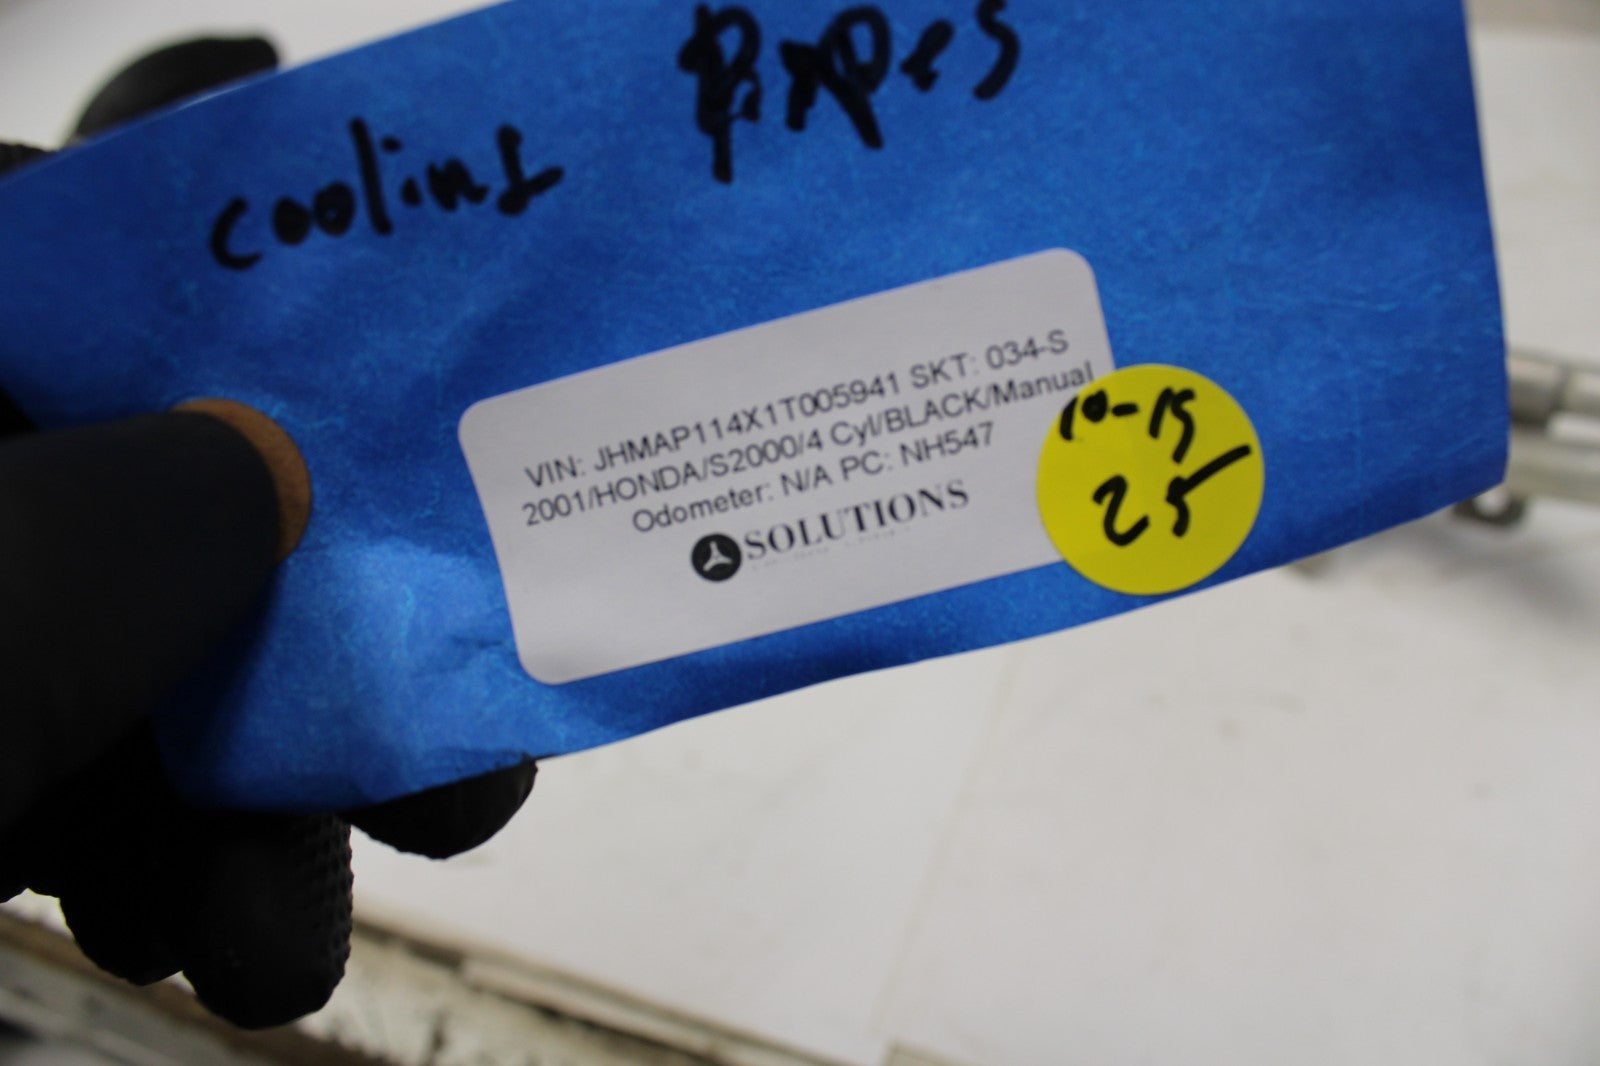 cooling Pipes
VIN: JHMAP114X1T005941 SKT: 034-S
2001/HONDA/S2000/4 Cyl/BLACK/Manual
Odometer: N/A PC: NH547
SOLUTIONS
10-15
25